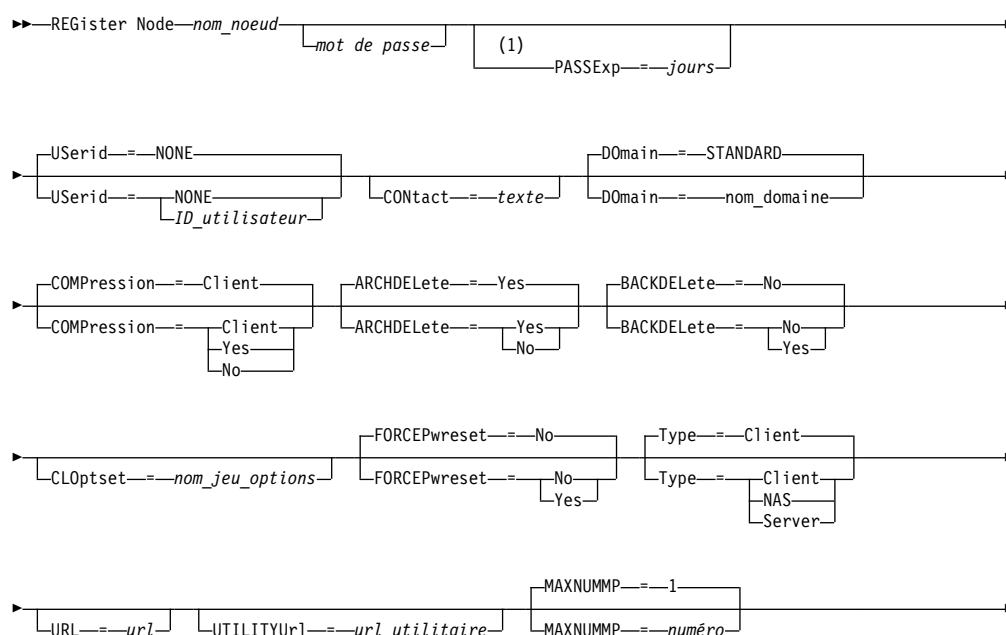 REGister Node nom_noeud
mot de passe (1)
PASSExp = jours
USerid = NONE DOmain = STANDARD
USerid = NONE CONtact = texte DOmain = nom_domaine
ID_utilisateur
COMPression = Client ARCHDELete = Yes BACKDELete = No
COMPression = Client ARCHDELete = Yes BACKDELete = No
Yes No Yes
No
FORCEPwreset = No Type = Client
CLOptset = nom_jeu_options FORCEPwreset = No Type = Client
Yes NAS
Server
MAXNUMMP = 1
URL = url UTILITYUrl = url_utilitaire MAXNUMMP = numéro